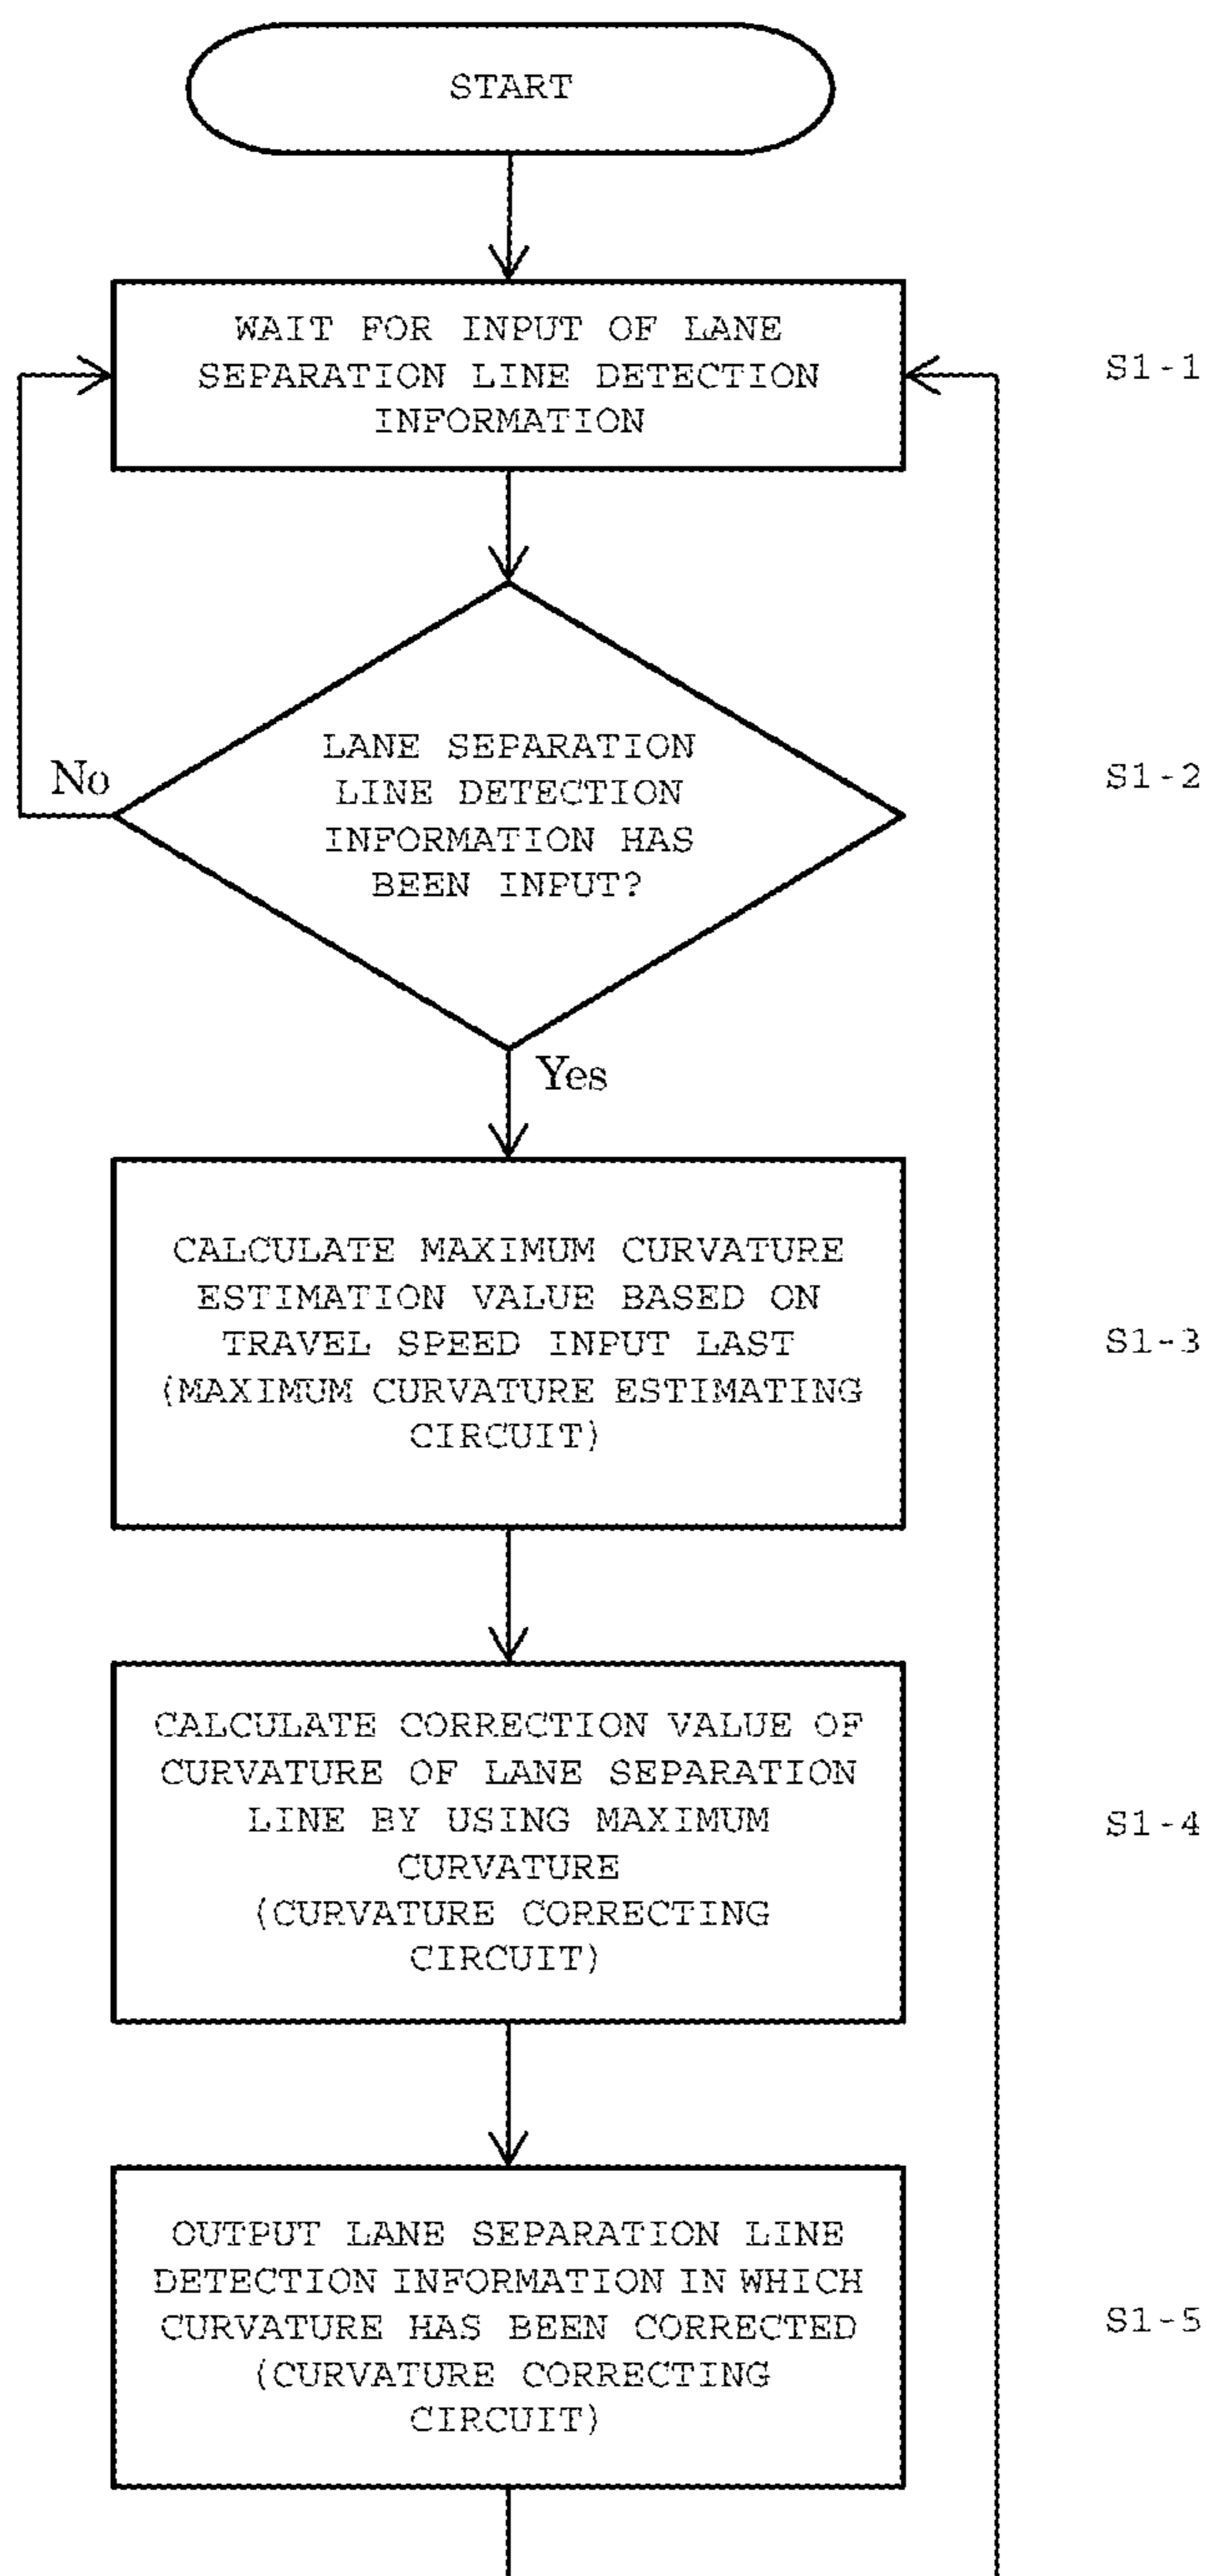 START
WAIT FOR INPUT OF LANE
SEPARATION LINE DETECTION
INFORMATION
S1-1
LANE SEPARATION
LINE DETECTION
INFORMATION HAS
BEEN INPUT?
S1-2
No
Yes
CALCULATE MAXIMUM CURVATURE
ESTIMATION VALUE BASED ON
TRAVEL SPEED INPUT LAST
(MAXIMUM CURVATURE ESTIMATING
CIRCUIT)
S1-3
CALCULATE CORRECTION VALUE OF
CURVATURE OF LANE SEPARATION
LINE BY USING MAXIMUM
CURVATURE
(CURVATURE CORRECTING
CIRCUIT)
S1-4
OUTPUT LANE SEPARATION LINE
DETECTION INFORMATION IN WHICH
CURVATURE HAS BEEN CORRECTED
(CURVATURE CORRECTING
CIRCUIT)
S1-5